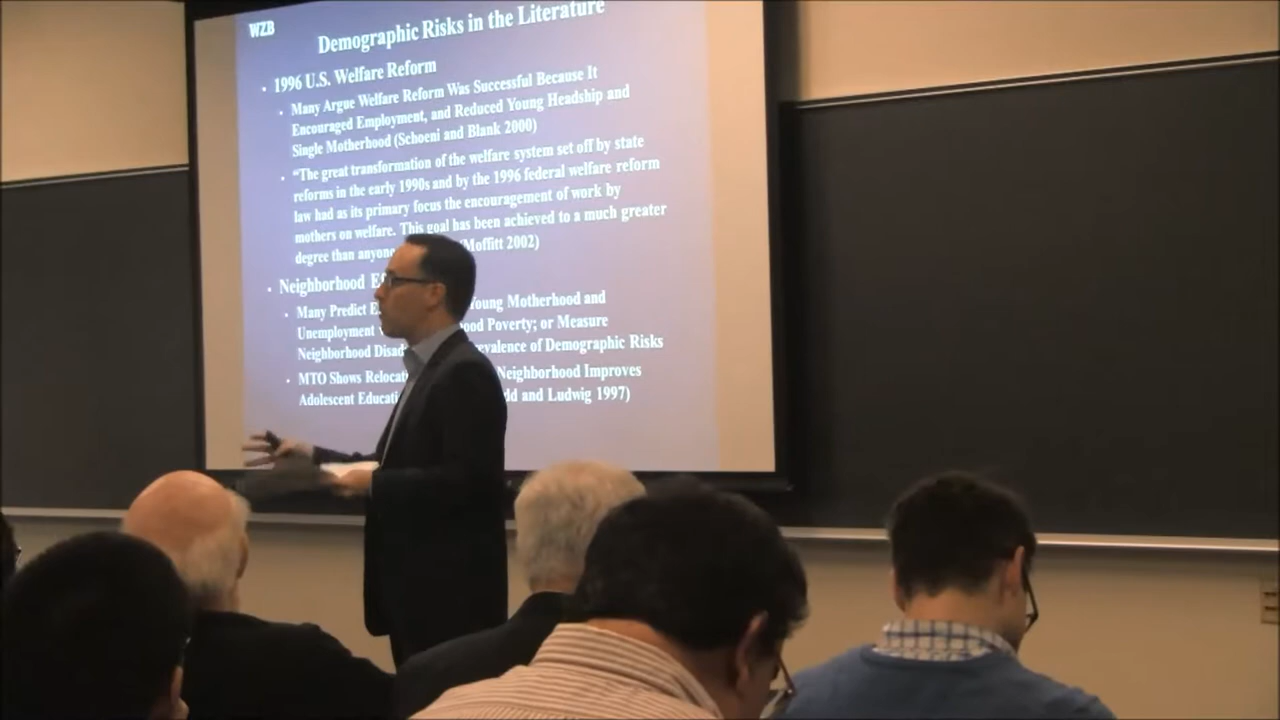 WZB
Demographic Risks in the Literature
• 1996 U.S. Welfare Reform
• Many Argue Welfare Reform Was Successful Because It
Encouraged Employment, and Reduced Young Headship and
Single Motherhood (Schoeni and Blank 2000)
• “The great transformation of the welfare system set off by state
reforms in the early 1990s and by the 1996 federal welfare reform
law had as its primary focus the encouragement of work by
mothers on welfare. This goal has been achieved to a much greater
degree than anyone (Moffitt 2002)
• Neighborhood
• Many Predict Young Motherhood and
Unemployment Poverty; or Measure
Neighborhood of Demographic Risks
• MTO Shows Neighborhood Improves
Adolescent and Ludwig 1997)